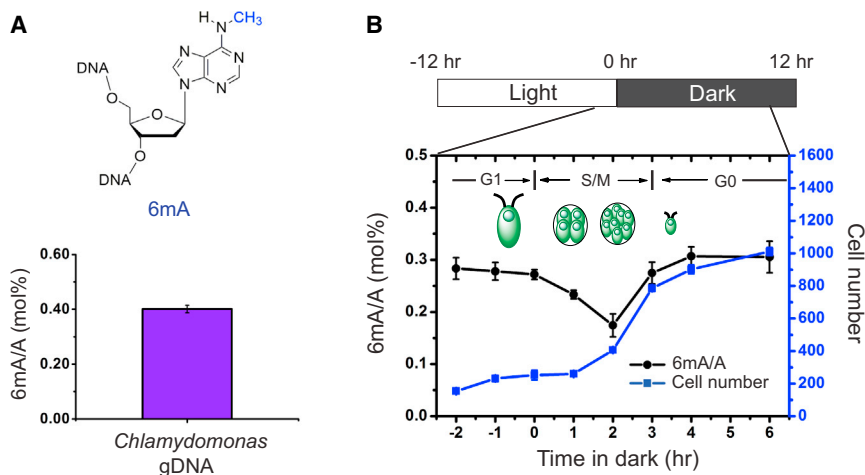 A
H
N
CH3
DNA
N
N
O
N
N
O
O
DNA
6mA
6mA/A (mol%)
0.60
0.40
0.20
0.00
Chlamydomonas
gDNA
B
-12 hr
0 hr
12 hr
Light
Dark
G1
S/M
G0
6mA/A (mol%)
0.5
0.4
0.3
0.2
0.1
0.0
1600
1400
1200
1000
800
600
400
200
0
Cell number
6mA/A
Cell number
-2 -1 0 1 2 3 4 5 6
Time in dark (hr)